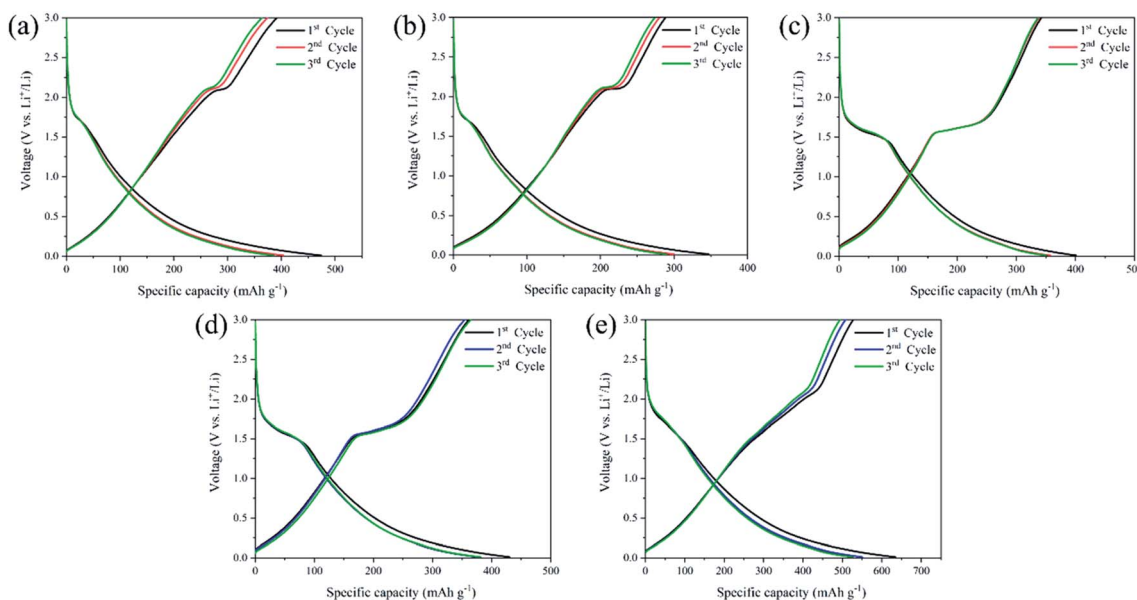 (a)
1st Cycle
2nd Cycle
3rd Cycle
Voltage (V vs. Li+/Li)
3.0
2.5
2.0
1.5
1.0
0.5
0.0
0 100 200 300 400 500
Specific capacity (mAh g-1)
(b)
1st Cycle
2nd Cycle
3rd Cycle
Voltage (V vs. Li+/Li)
3.0
2.5
2.0
1.5
1.0
0.5
0.0
0 100 200 300 400
Specific capacity (mAh g-1)
(c)
1st Cycle
2nd Cycle
3rd Cycle
Voltage (V vs. Li+/Li)
3.0
2.5
2.0
1.5
1.0
0.5
0.0
0 100 200 300 400
Specific capacity (mAh g-1)
(d)
1st Cycle
2nd Cycle
3rd Cycle
Voltage (V vs. Li+/Li)
3.0
2.5
2.0
1.5
1.0
0.5
0.0
0 100 200 300 400 500
Specific capacity (mAh g-1)
(e)
1st Cycle
2nd Cycle
3rd Cycle
Voltage (V vs. Li+/Li)
3.0
2.5
2.0
1.5
1.0
0.5
0.0
0 100 200 300 400 500 600 700
Specific capacity (mAh g-1)